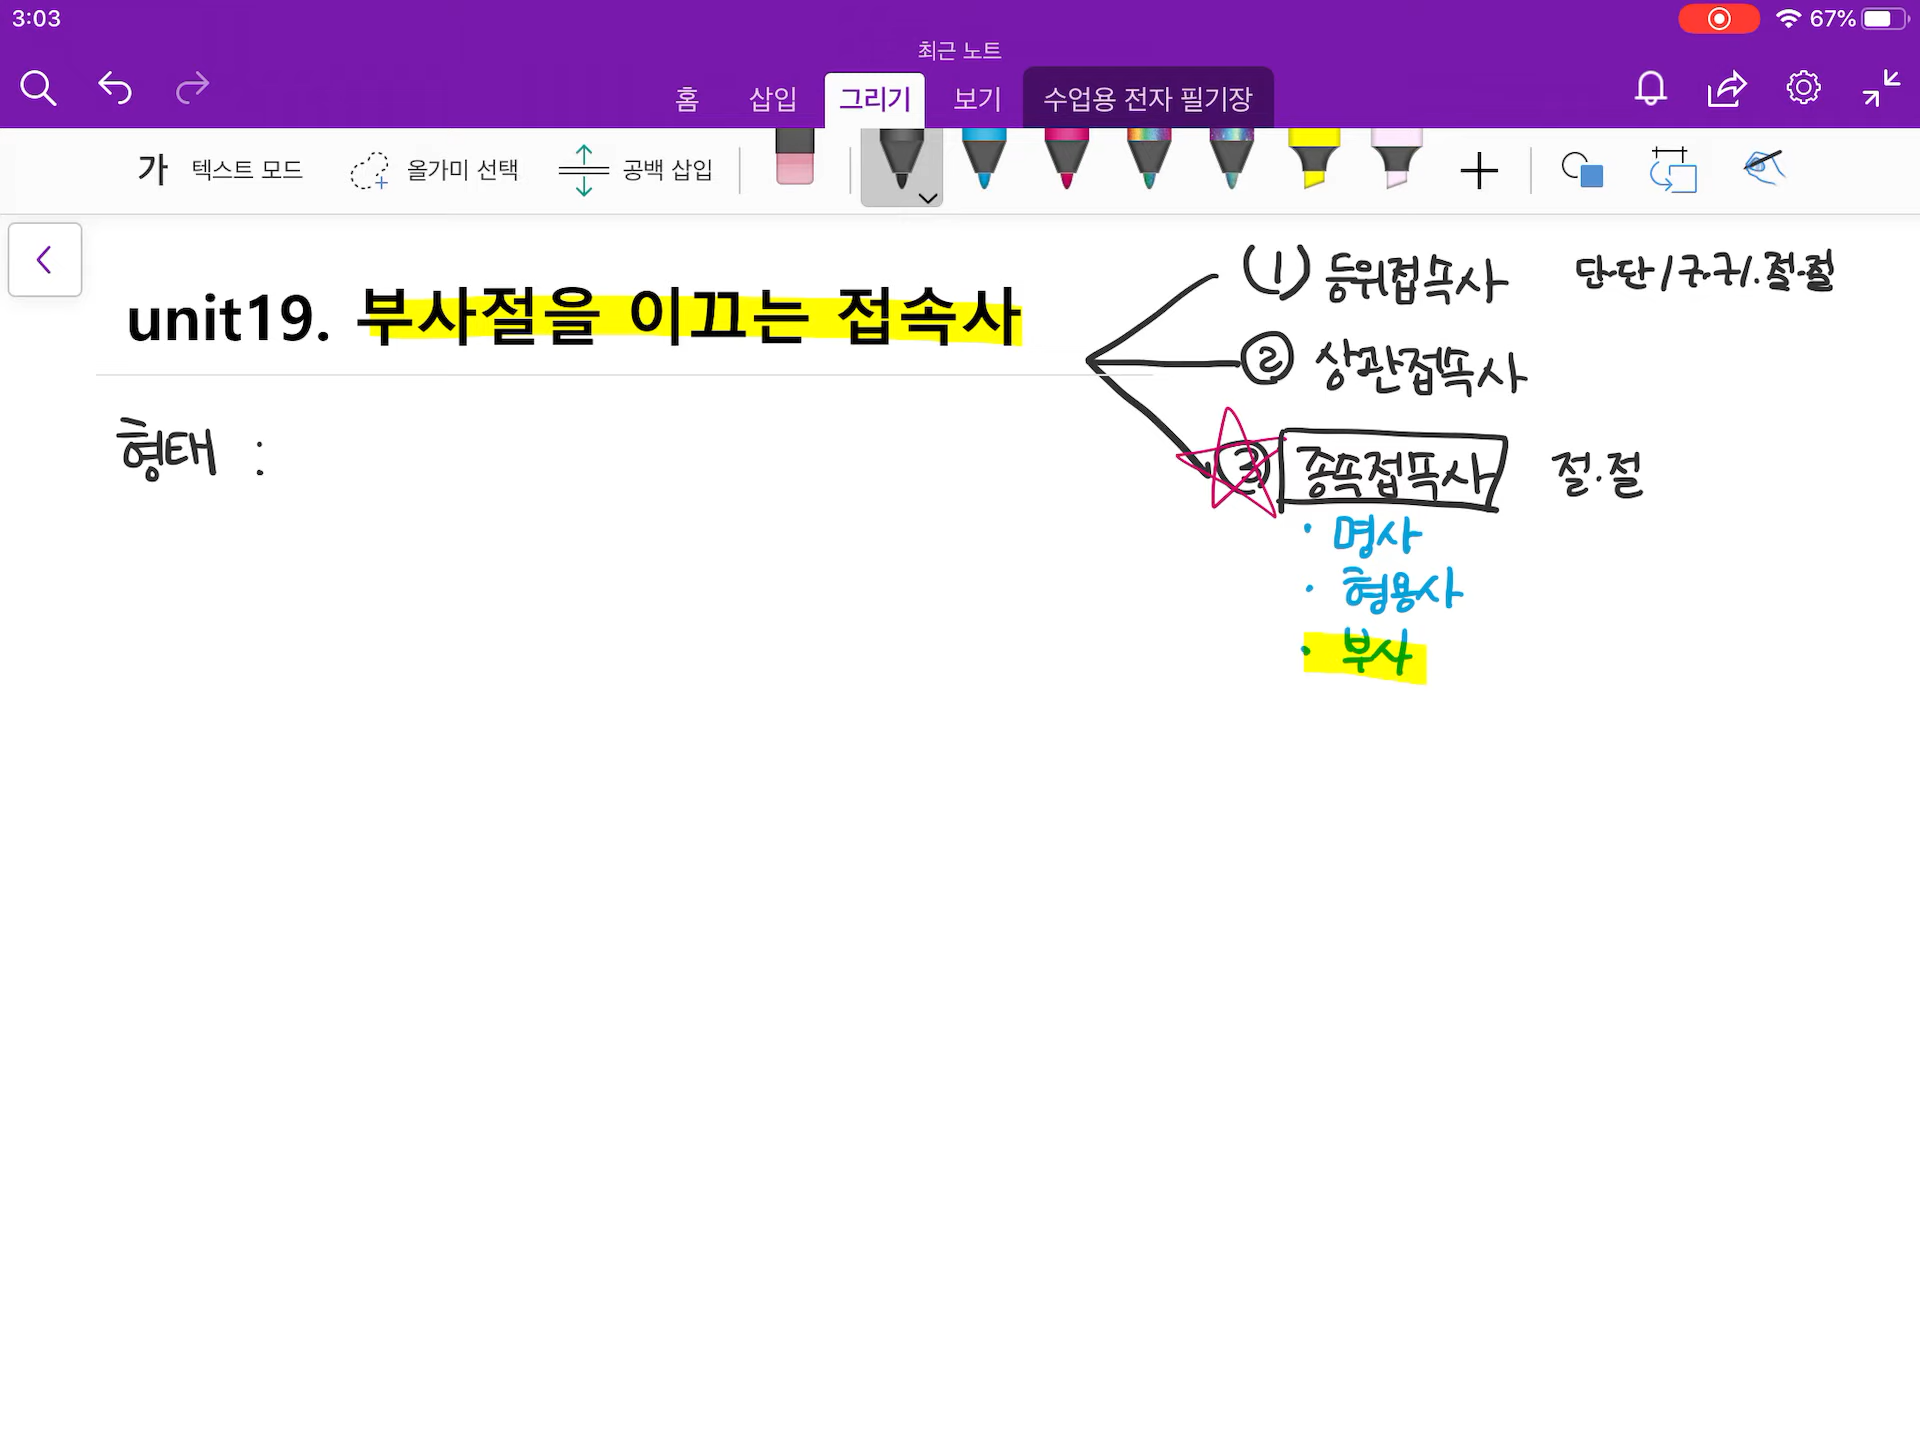 3:03
67%
최근 노트
홈 삽입 그리기 보기 수업용 전자 필기장
가 텍스트 모드 올가미 선택 공백 삽입
unit19. 부사절을 이끄는 접속사
(1) 등위접속사 단·단/구·구/·절·절
② 상관접속사
③ 종속접속사 절·절
· 명사
· 형용사
· 부사
형태 :